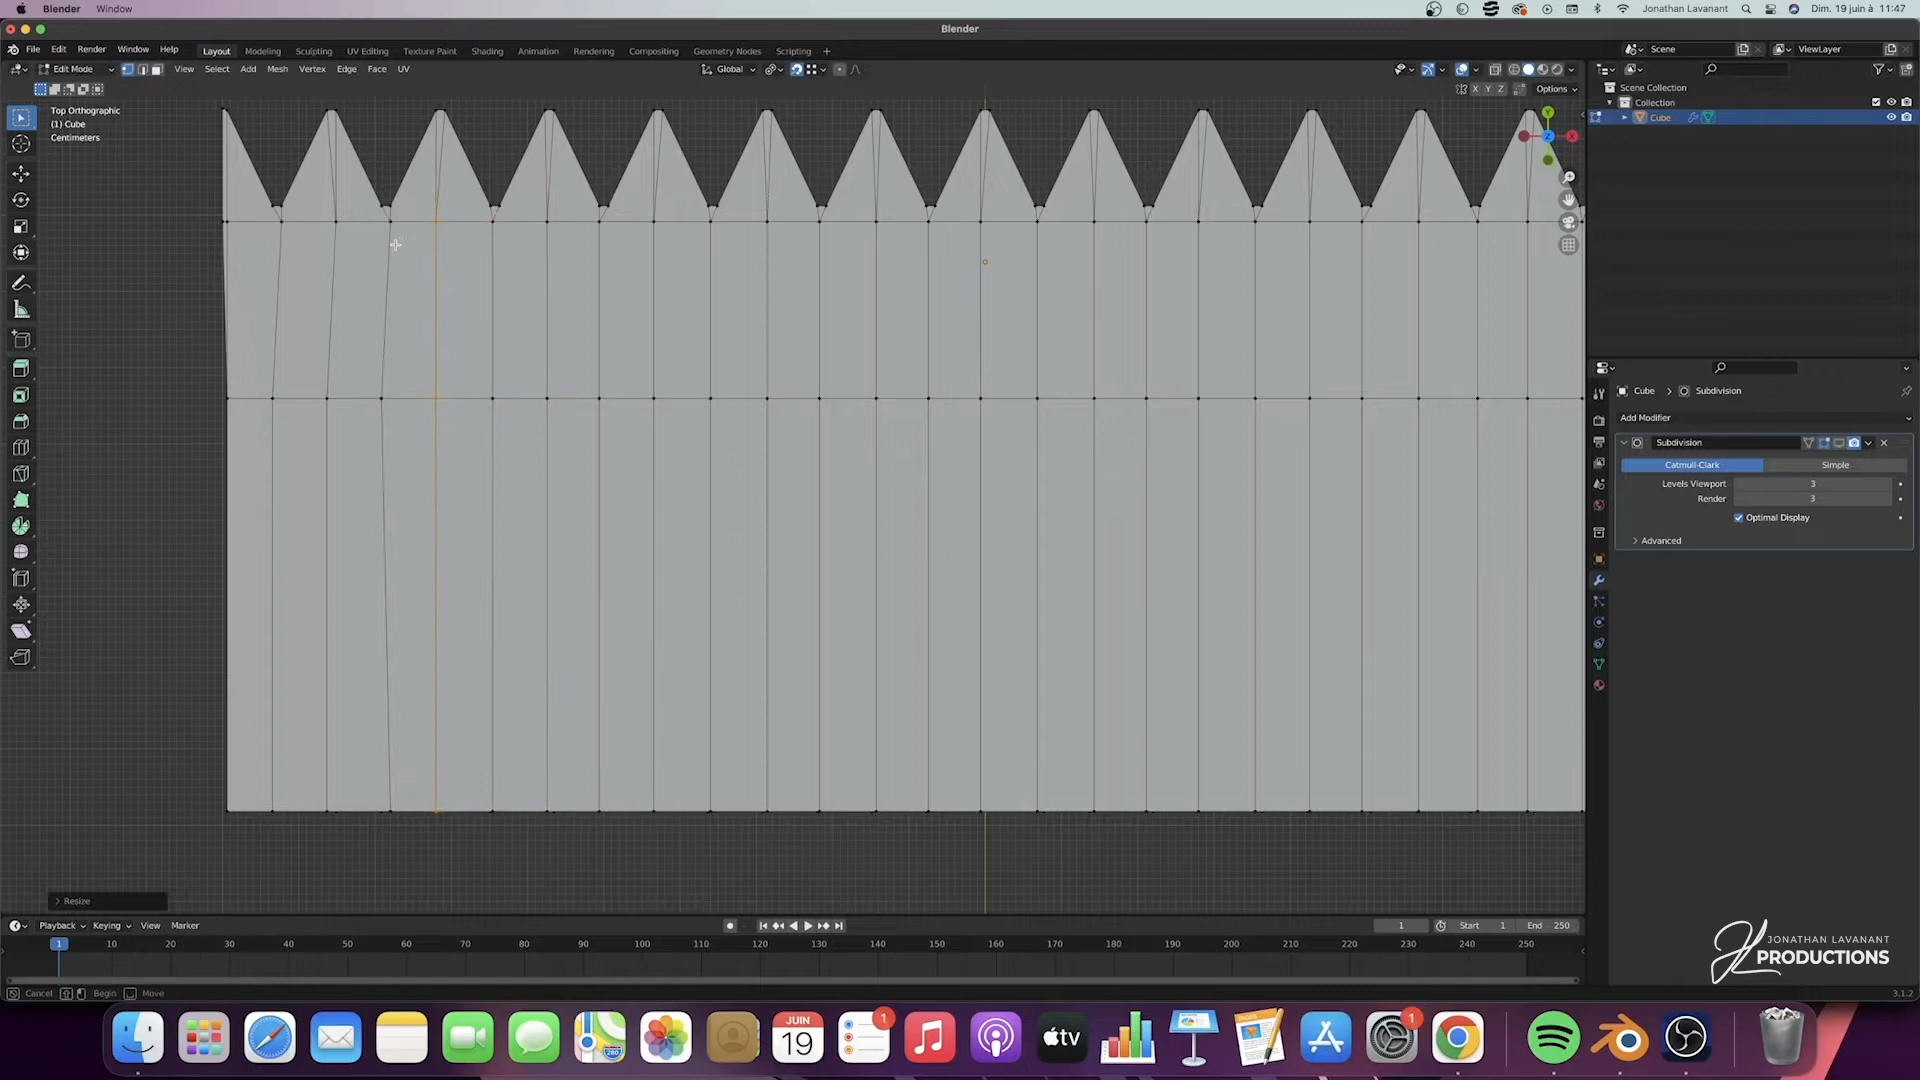 Blender Window
Jonathan Lavanant Dim. 19 juin à 11:47
Blender
File Edit Render Window Help
Layout Modeling Sculpting UV Editing Texture Paint Shading Animation Rendering Compositing Geometry Nodes Scripting +
Scene ViewLayer
Edit Mode View Select Add Mesh Vertex Edge Face UV
Global
X Y Z Options
Top Orthographic
(1) Cube
Centimeters
Y
Z
X
Scene Collection
Collection
Cube
Cube > Subdivision
Add Modifier
Subdivision
Catmull-Clark Simple
Levels Viewport 3
Render 3
Optimal Display
Advanced
> Resize
Playback Keying View Marker
1 Start 1 End 250
1 10 20 30 40 50 60 70 80 90 100 110 120 130 140 150 160 170 180 190 200 210 220 230 240 250
Cancel Begin Move
3.1.2
JONATHAN LAVANANT
PRODUCTIONS
JUIN
19
280
1
tv
1